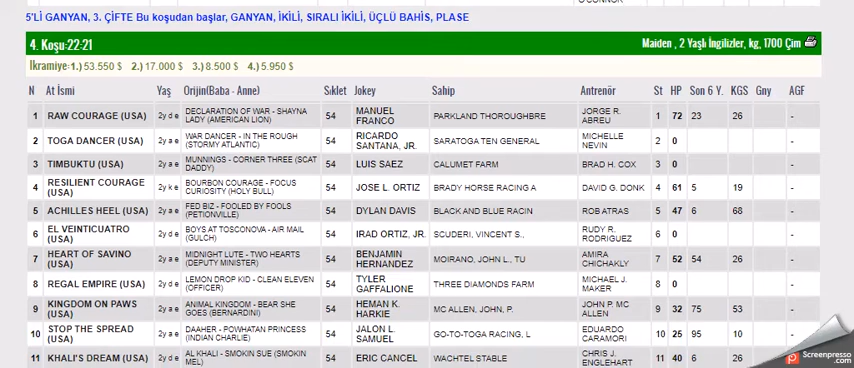 O'CONNOR
5'Lİ GANYAN, 3. ÇİFTE Bu koşudan başlar, GANYAN, İKİLİ, SIRALI İKİLİ, ÜÇLÜ BAHİS, PLASE
4. Koşu:22:21 Maiden , 2 Yaşlı İngilizler, kg, 1700 Çim
İkramiye:1.) 53.550 $ 2.) 17.000 $ 3.) 8.500 $ 4.) 5.950 $
N At İsmi Yaş Orijin(Baba - Anne) Sıklet Jokey Sahip Antrenör St HP Son 6 Y. KGS Gny AGF
1 RAW COURAGE (USA) 2y d e DECLARATION OF WAR - SHAYNA LADY (AMERICAN LION) 54 MANUEL FRANCO PARKLAND THOROUGHBRE JORGE R. ABREU 1 72 23 26 -
2 TOGA DANCER (USA) 2y a e WAR DANCER - IN THE ROUGH (STORMY ATLANTIC) 54 RICARDO SANTANA, JR. SARATOGA TEN GENERAL MICHELLE NEVIN 2 0 -
3 TIMBUKTU (USA) 2y a e MUNNINGS - CORNER THREE (SCAT DADDY) 54 LUIS SAEZ CALUMET FARM BRAD H. COX 3 0 -
4 RESILIENT COURAGE (USA) 2y k e BOURBON COURAGE - FOCUS CURIOSITY (HOLY BULL) 54 JOSE L. ORTIZ BRADY HORSE RACING A DAVID G. DONK 4 61 5 19 -
5 ACHILLES HEEL (USA) 2y a e FED BIZ - FOOLED BY FOOLS (PETIONVILLE) 54 DYLAN DAVIS BLACK AND BLUE RACIN ROB ATRAS 5 47 6 68 -
6 EL VEINTICUATRO (USA) 2y d e BOYS AT TOSCONOVA - AIR MAIL (GULCH) 54 IRAD ORTIZ, JR. SCUDERI, VINCENT S., RUDY R. RODRIGUEZ 6 0 -
7 HEART OF SAVINO (USA) 2y a e MIDNIGHT LUTE - TWO HEARTS (DEPUTY MINISTER) 54 BENJAMIN HERNANDEZ MOIRANO, JOHN L., TU AMIRA CHICHAKLY 7 52 54 26 -
8 REGAL EMPIRE (USA) 2y d e LEMON DROP KID - CLEAN ELEVEN (OFFICER) 54 TYLER GAFFALIONE THREE DIAMONDS FARM MICHAEL J. MAKER 8 0 -
9 KINGDOM ON PAWS (USA) 2y a e ANIMAL KINGDOM - BEAR SHE GOES (BERNARDINI) 54 HEMAN K. HARKIE MC ALLEN, JOHN, P. JOHN P. MC ALLEN 9 32 75 53 -
10 STOP THE SPREAD (USA) 2y a e DAAHER - POWHATAN PRINCESS (INDIAN CHARLIE) 54 JALON L. SAMUEL GO-TO-TOGA RACING, L EDUARDO CARAMORI 10 25 95 10 -
11 KHALI'S DREAM (USA) 2y d e AL KHALI - SMOKIN SUE (SMOKIN MEL) 54 ERIC CANCEL WACHTEL STABLE CHRIS J. ENGLEHART 11 40 6 26 -
Screenpresso
.com